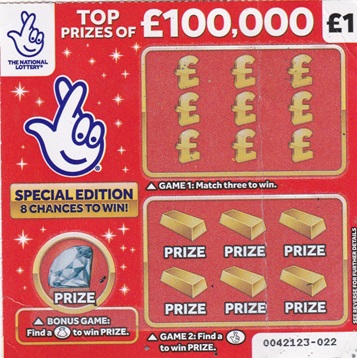 TOP
PRIZES OF £100,000 £1
THE NATIONAL
LOTTERY®
£ £ £
£ £ £
£ £ £
GAME 1: Match three to win.
SPECIAL EDITION
8 CHANCES TO WIN!
PRIZE
BONUS GAME:
Find a to win PRIZE.
PRIZE PRIZE PRIZE
PRIZE PRIZE PRIZE
GAME 2: Find a
to win PRIZE.
0042123-022
SEE REVERSE FOR FURTHER DETAILS